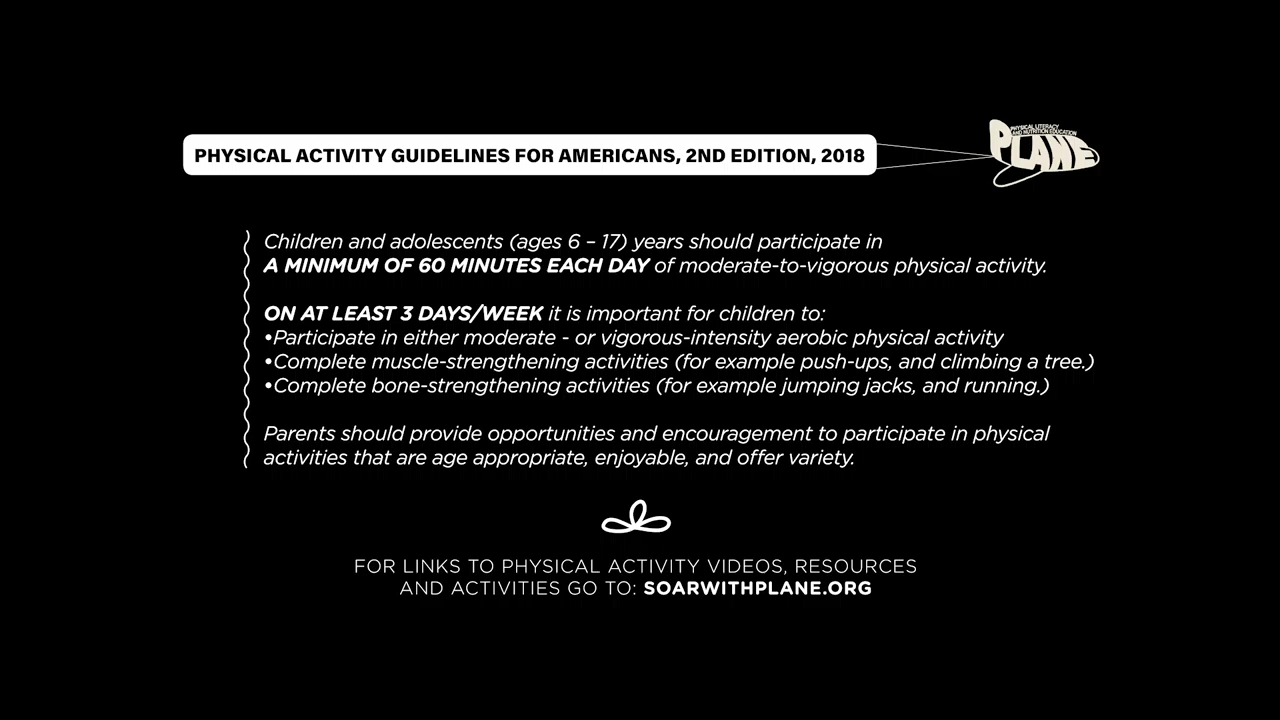 PHYSICAL ACTIVITY GUIDELINES FOR AMERICANS, 2ND EDITION, 2018
PHYSICAL LITERACY
AND NUTRITION EDUCATION
PLANE
Children and adolescents (ages 6 – 17) years should participate in
A MINIMUM OF 60 MINUTES EACH DAY of moderate-to-vigorous physical activity.
ON AT LEAST 3 DAYS/WEEK it is important for children to:
•Participate in either moderate - or vigorous-intensity aerobic physical activity
•Complete muscle-strengthening activities (for example push-ups, and climbing a tree.)
•Complete bone-strengthening activities (for example jumping jacks, and running.)
Parents should provide opportunities and encouragement to participate in physical
activities that are age appropriate, enjoyable, and offer variety.
FOR LINKS TO PHYSICAL ACTIVITY VIDEOS, RESOURCES
AND ACTIVITIES GO TO: SOARWITHPLANE.ORG